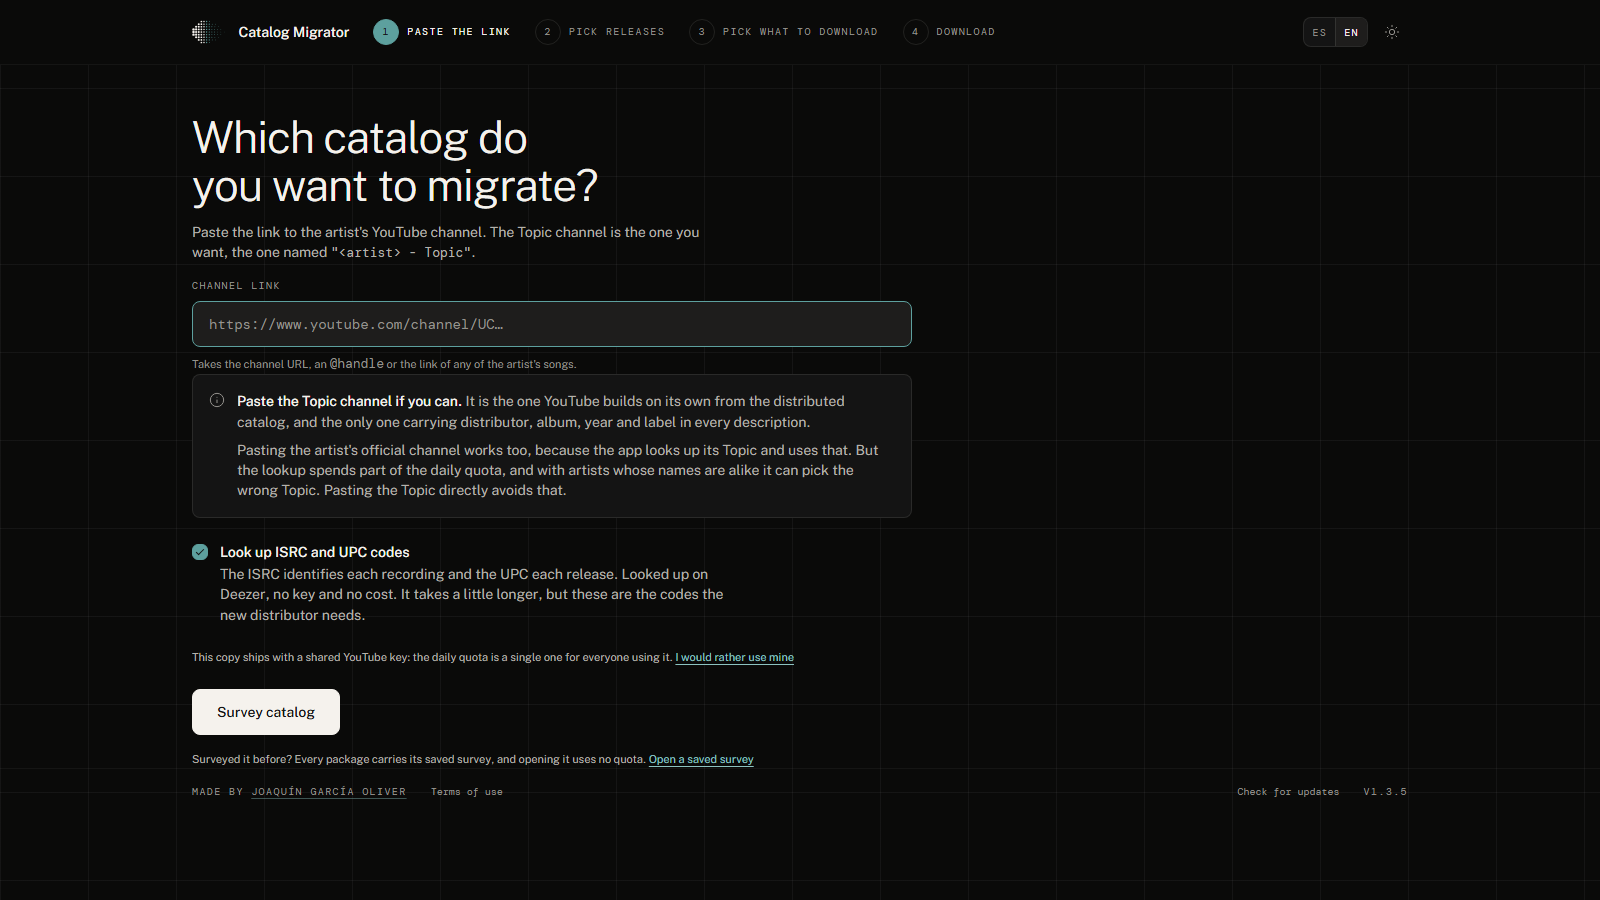 Catalog Migrator
1 PASTE THE LINK
2 PICK RELEASES
3 PICK WHAT TO DOWNLOAD
4 DOWNLOAD
ES EN
Which catalog do
you want to migrate?
Paste the link to the artist's YouTube channel. The Topic channel is the one you
want, the one named "<artist> - Topic".
CHANNEL LINK
https://www.youtube.com/channel/UC…
Takes the channel URL, an @handle or the link of any of the artist's songs.
Paste the Topic channel if you can. It is the one YouTube builds on its own from the distributed
catalog, and the only one carrying distributor, album, year and label in every description.
Pasting the artist's official channel works too, because the app looks up its Topic and uses that. But
the lookup spends part of the daily quota, and with artists whose names are alike it can pick the
wrong Topic. Pasting the Topic directly avoids that.
Look up ISRC and UPC codes
The ISRC identifies each recording and the UPC each release. Looked up on
Deezer, no key and no cost. It takes a little longer, but these are the codes the
new distributor needs.
This copy ships with a shared YouTube key: the daily quota is a single one for everyone using it. I would rather use mine
Survey catalog
Surveyed it before? Every package carries its saved survey, and opening it uses no quota. Open a saved survey
MADE BY JOAQUÍN GARCÍA OLIVER
Terms of use
Check for updates
V1.3.5